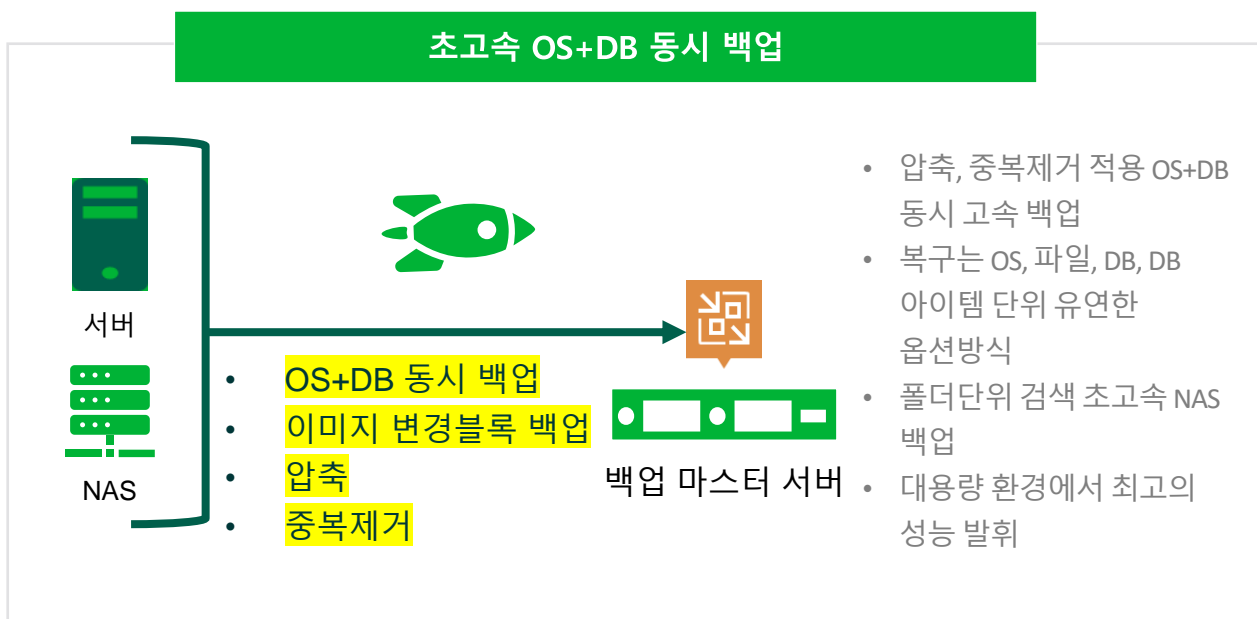 초고속 OS+DB 동시 백업
서버
NAS
• OS+DB 동시 백업
• 이미지 변경블록 백업
• 압축
• 중복제거
백업 마스터 서버
• 압축, 중복제거 적용 OS+DB
동시 고속 백업
• 복구는 OS, 파일, DB, DB
아이템 단위 유연한
옵션방식
• 폴더단위 검색 초고속 NAS
백업
• 대용량 환경에서 최고의
성능 발휘